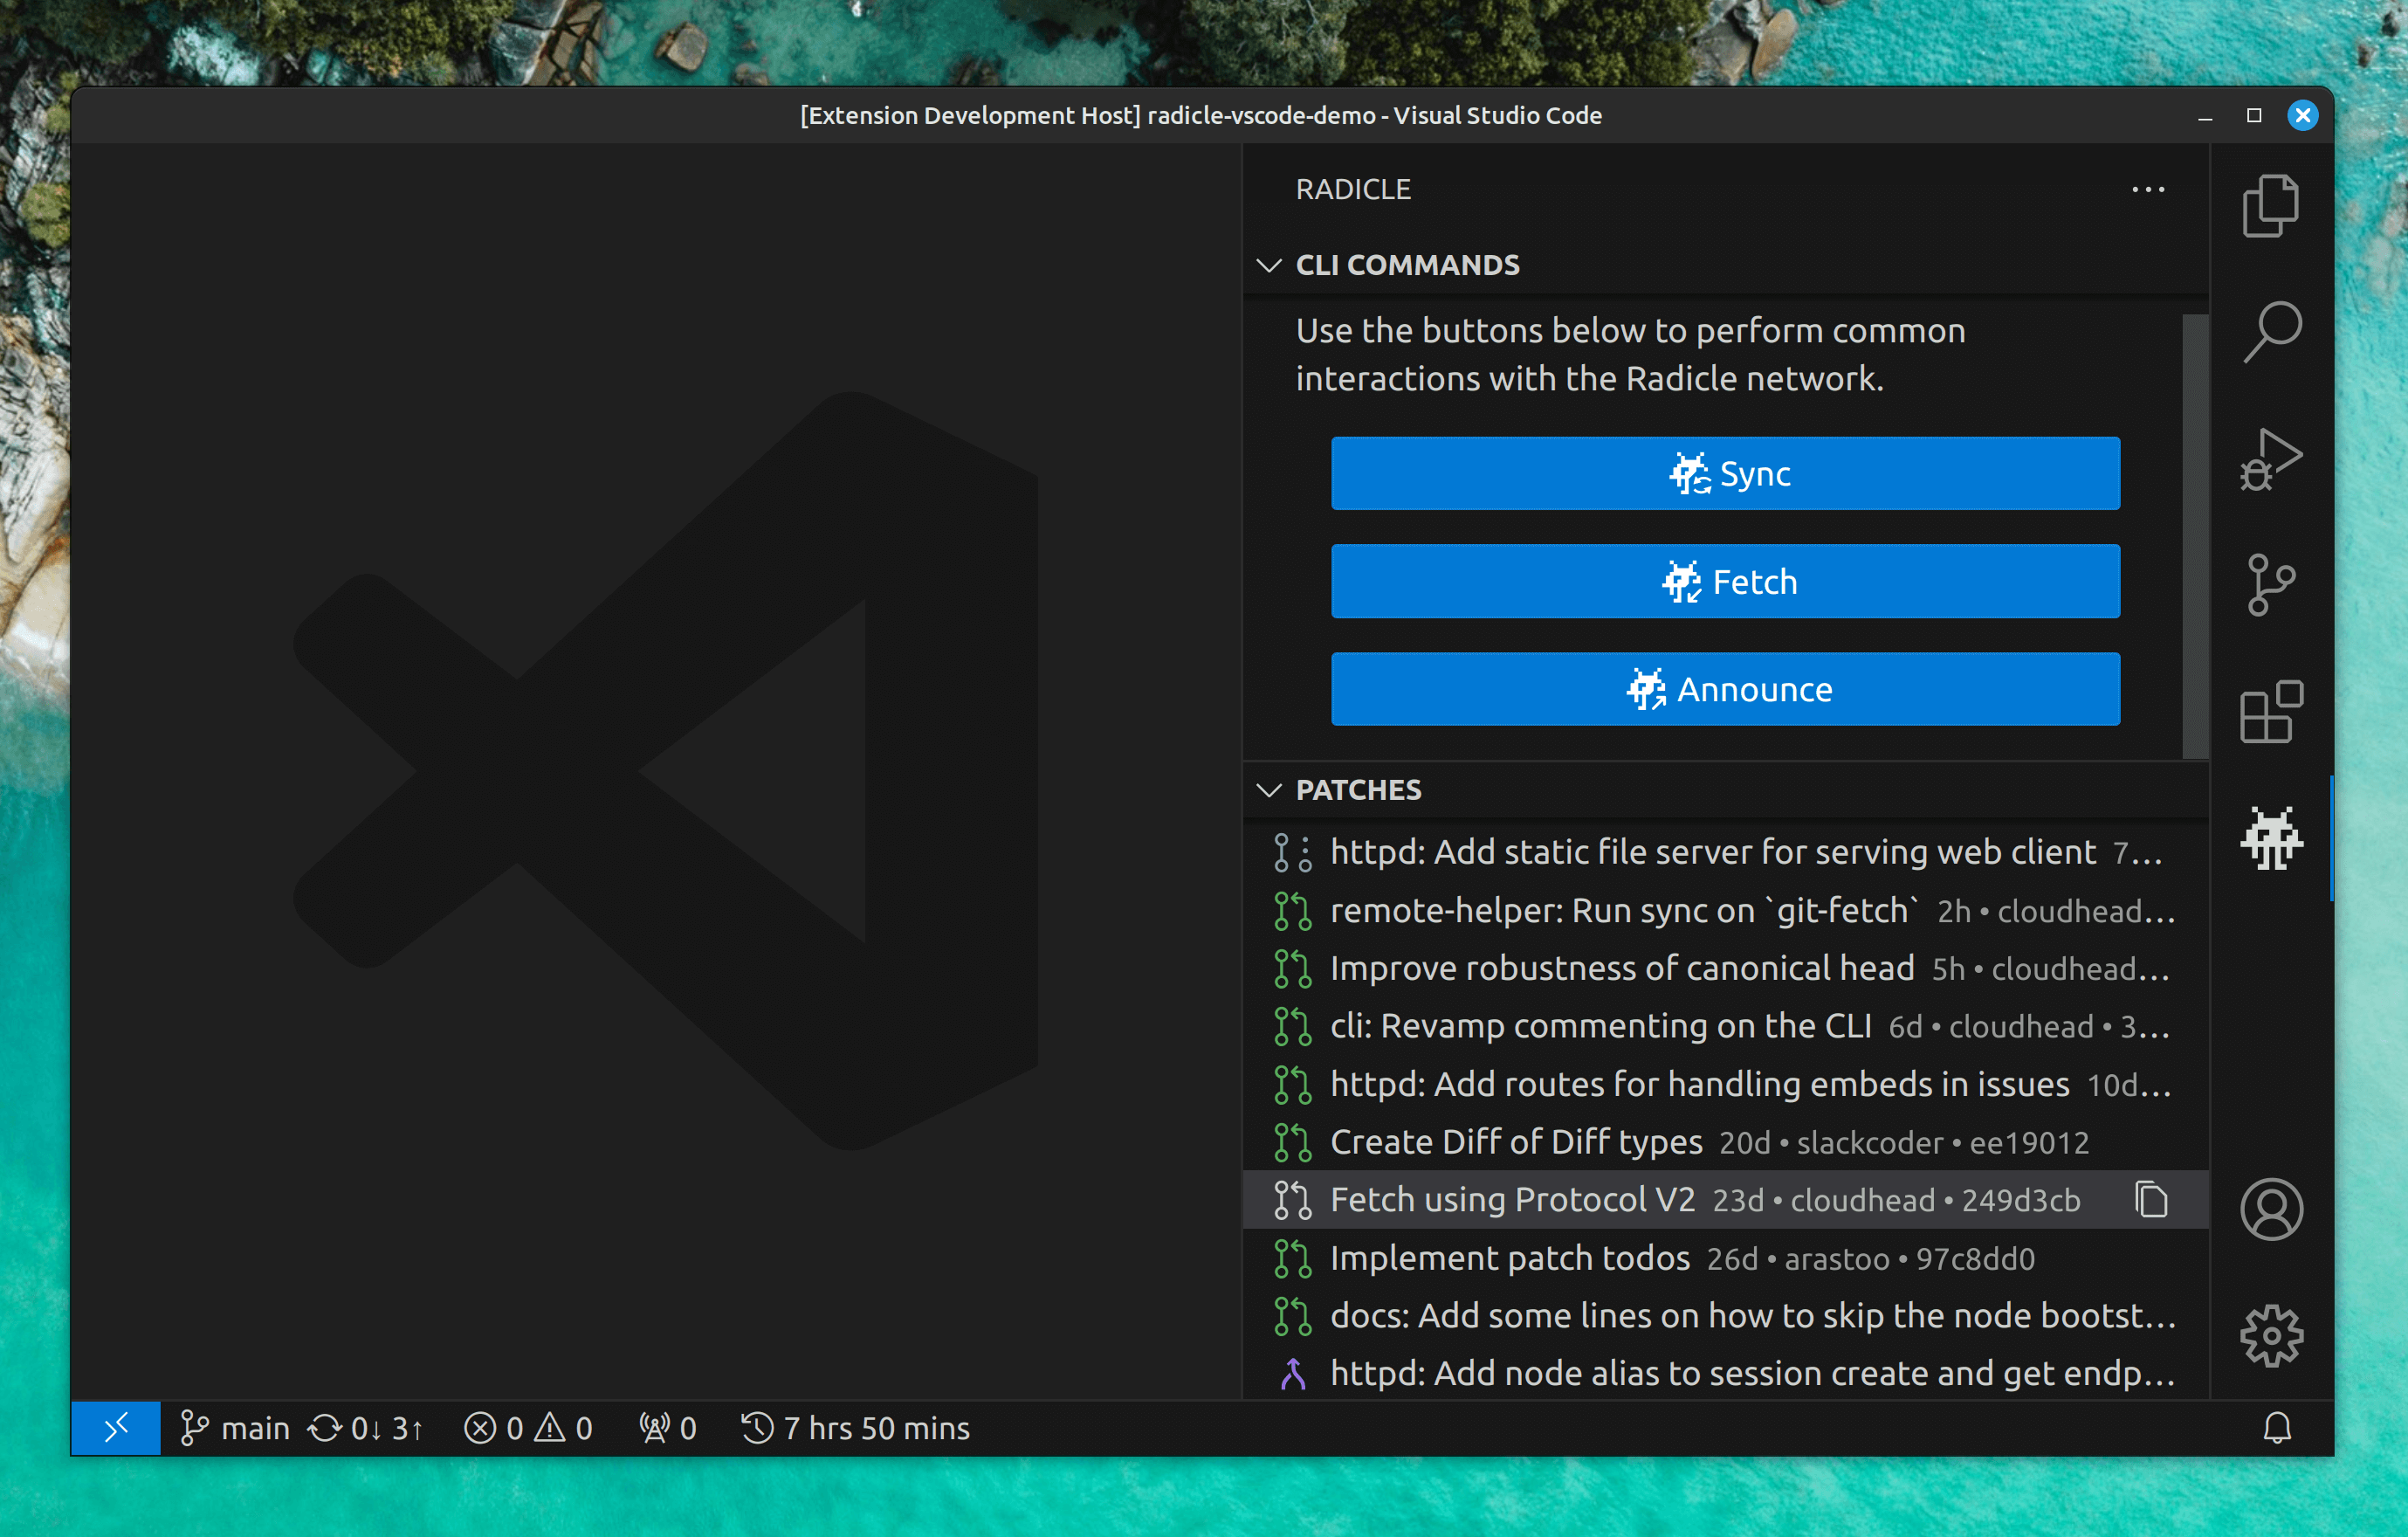 [Extension Development Host] radicle-vscode-demo - Visual Studio Code
RADICLE
CLI COMMANDS
Use the buttons below to perform common
interactions with the Radicle network.
Sync
Fetch
Announce
PATCHES
httpd: Add static file server for serving web client 7...
remote-helper: Run sync on `git-fetch` 2h • cloudhead...
Improve robustness of canonical head 5h • cloudhead...
cli: Revamp commenting on the CLI 6d • cloudhead • 3...
httpd: Add routes for handling embeds in issues 10d...
Create Diff of Diff types 20d • slackcoder • ee19012
Fetch using Protocol V2 23d • cloudhead • 249d3cb
Implement patch todos 26d • arastoo • 97c8dd0
docs: Add some lines on how to skip the node bootst...
httpd: Add node alias to session create and get endp...
main 0↓ 3↑ 0 0 0 7 hrs 50 mins